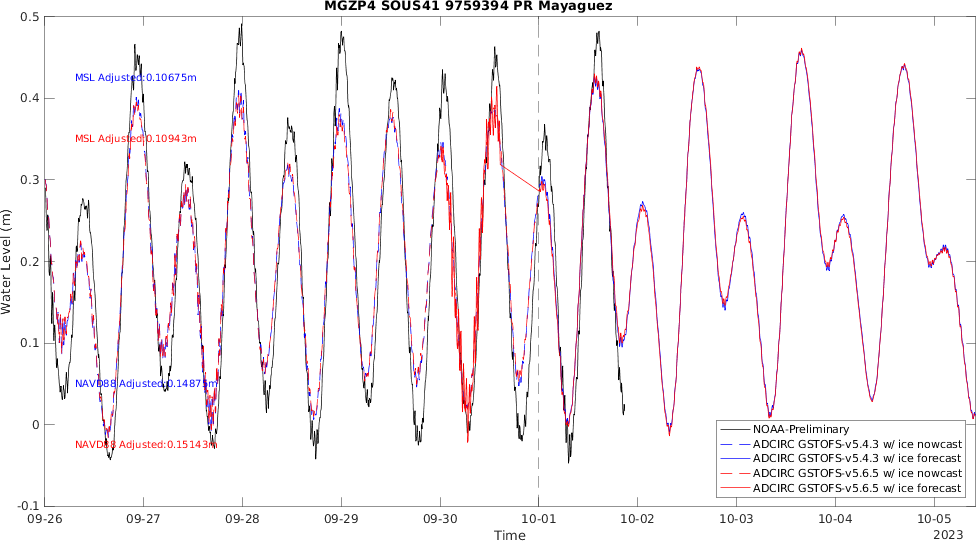 MGZP4 SOUS41 9759394 PR Mayaguez
0.5
0.4
0.3
0.2
0.1
0
-0.1
Water Level (m)
MSL Adjusted:0.10675m
MSL Adjusted:0.10943m
NAVD88 Adjusted:0.14875m
NAVD88 Adjusted:0.15143m
NOAA-Preliminary
ADCIRC GSTOFS-v5.4.3 w/ ice nowcast
ADCIRC GSTOFS-v5.4.3 w/ ice forecast
ADCIRC GSTOFS-v5.6.5 w/ ice nowcast
ADCIRC GSTOFS-v5.6.5 w/ ice forecast
09-26 09-27 09-28 09-29 09-30 10-01 10-02 10-03 10-04 10-05
Time
2023